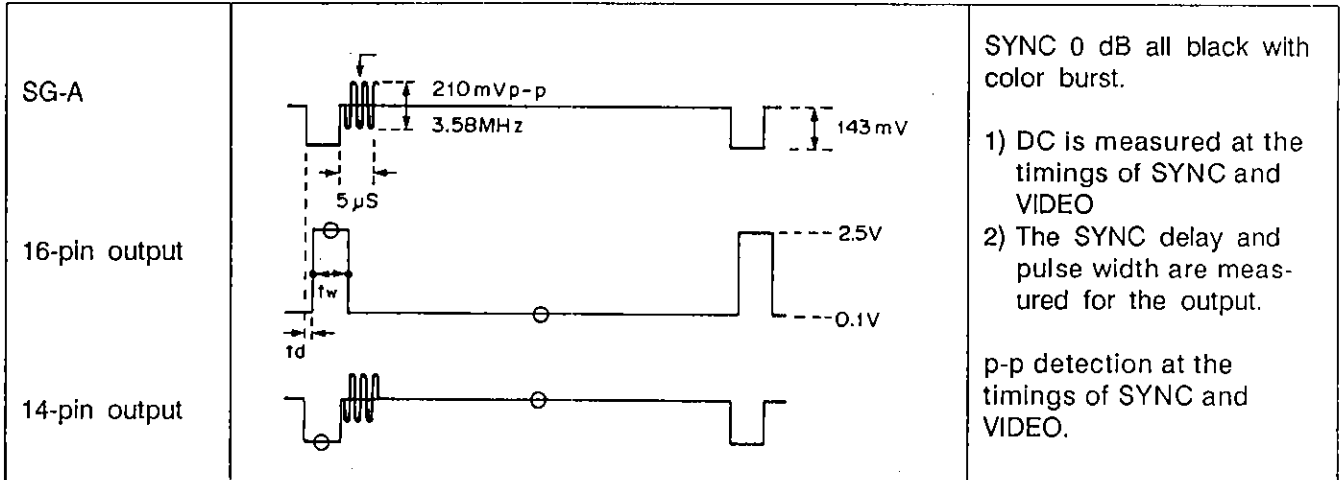 SG-A
210mVp-p
3.58MHz
143mV
5μS
16-pin output
2.5V
tw
0.1V
td
14-pin output
SYNC 0 dB all black with
color burst.
1) DC is measured at the
timings of SYNC and
VIDEO
2) The SYNC delay and
pulse width are meas-
ured for the output.
p-p detection at the
timings of SYNC and
VIDEO.